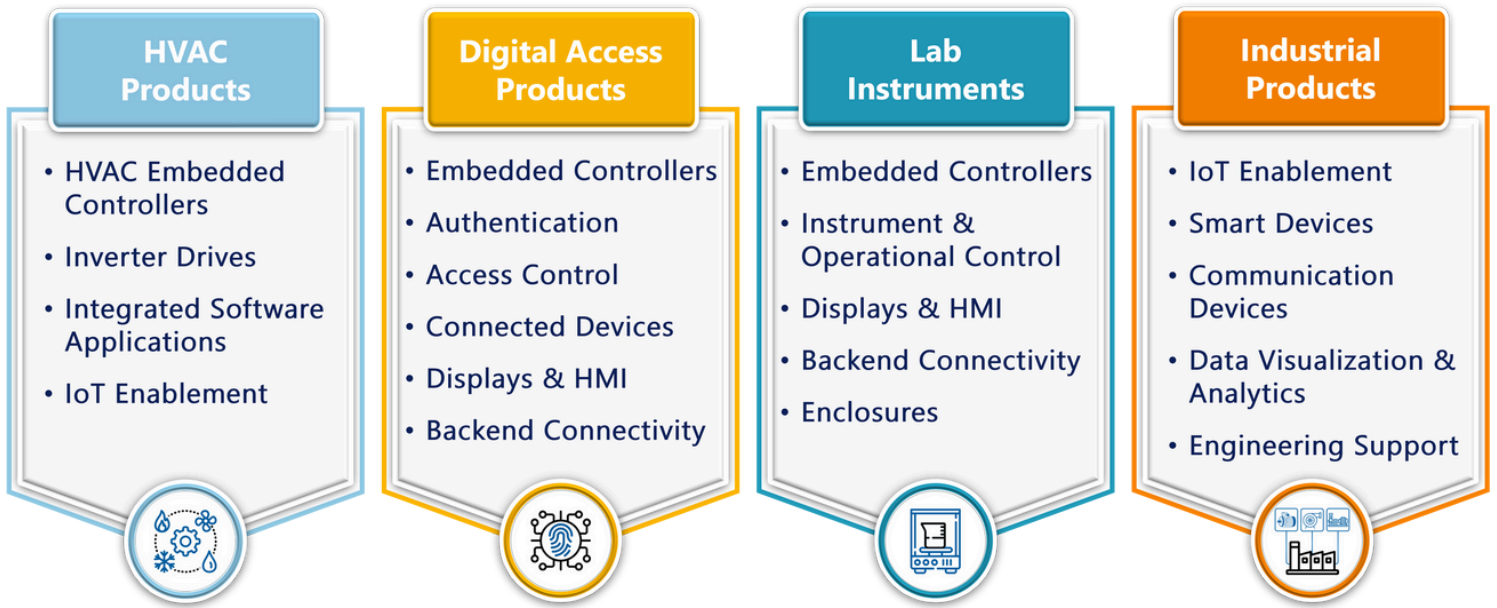 HVAC
Products
• HVAC Embedded
Controllers
• Inverter Drives
• Integrated Software
Applications
• IoT Enablement
Digital Access
Products
• Embedded Controllers
• Authentication
• Access Control
• Connected Devices
• Displays & HMI
• Backend Connectivity
Lab
Instruments
• Embedded Controllers
• Instrument &
Operational Control
• Displays & HMI
• Backend Connectivity
• Enclosures
Industrial
Products
• IoT Enablement
• Smart Devices
• Communication
Devices
• Data Visualization &
Analytics
• Engineering Support